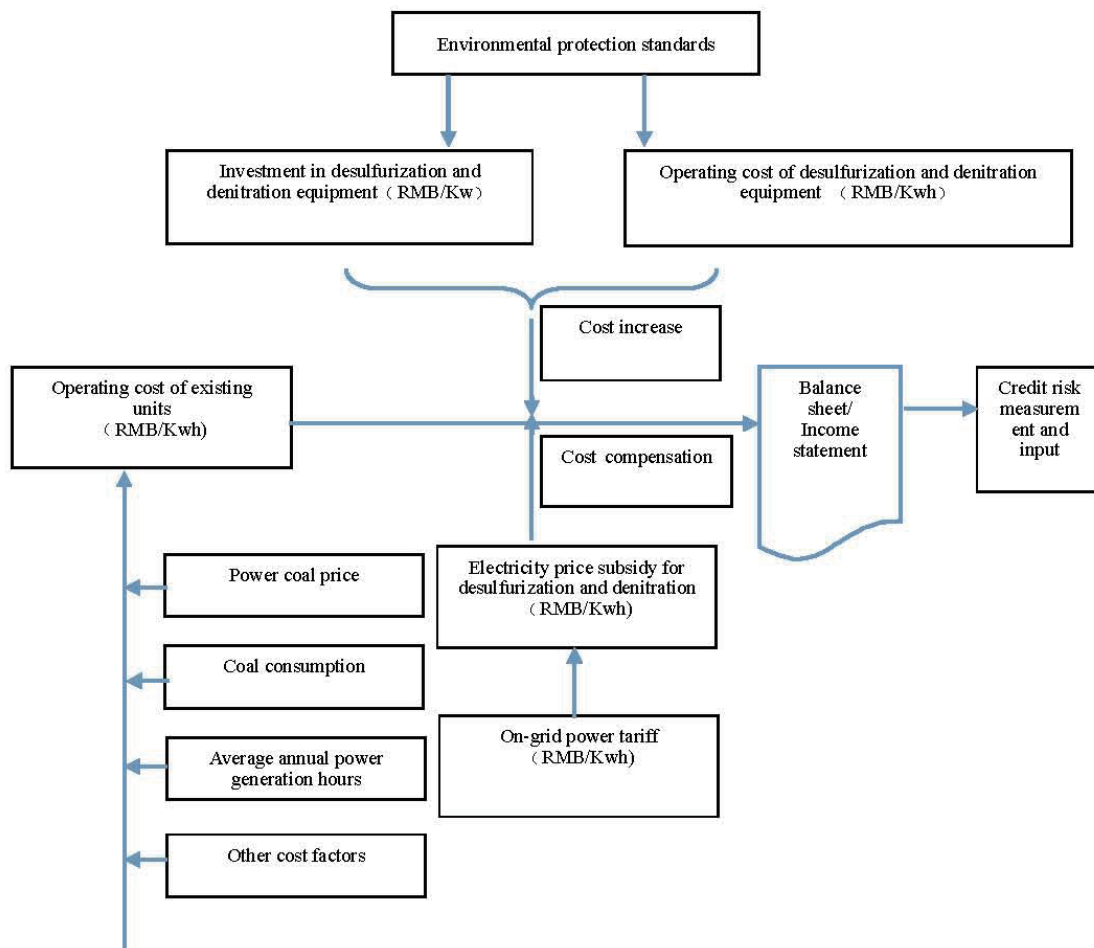 Environmental protection standards
Investment in desulfurization and
denitration equipment（RMB/Kw）
Operating cost of desulfurization and denitration
equipment （RMB/Kwh）
Cost increase
Operating cost of existing
units
（RMB/Kwh)
Balance
sheet/
Income
statement
Credit risk
measurem
ent and
input
Cost compensation
Electricity price subsidy for
desulfurization and denitration
（RMB/Kwh)
Power coal price
Coal consumption
On-grid power tariff
（RMB/Kwh)
Average annual power
generation hours
Other cost factors